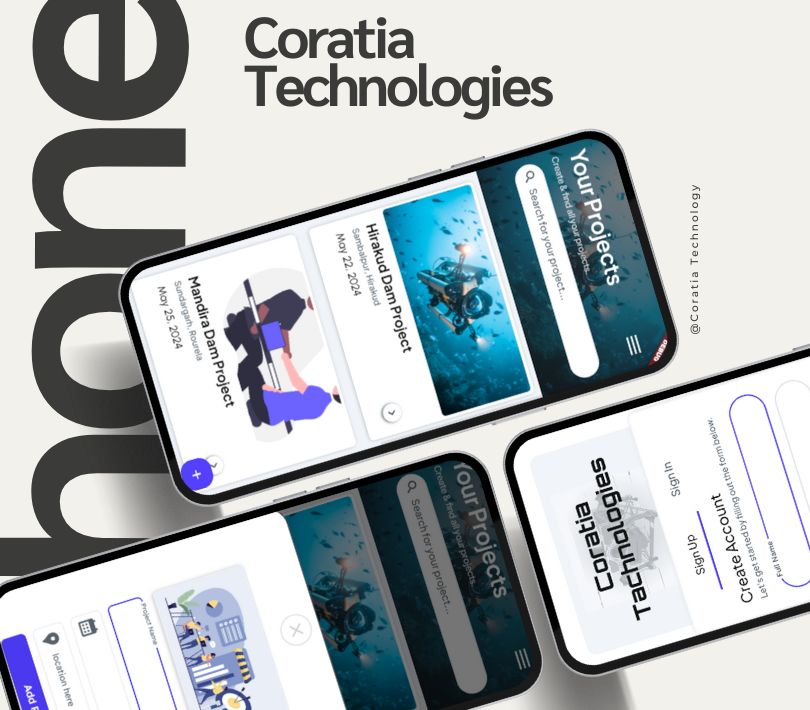 hone
Coratia
Technologies
@Coratia Technology
Your Projects
Create & find all your projects.
Search for your project...
DEBUG
Hirakud Dam Project
Sambalpur, Hirakud
May 22, 2024
Mandira Dam Project
Sundargarh, Rourela
May 25, 2024
+
Your Projects
Create & find all your projects.
Search for your project...
Project Name
location here
Add
Coratia
Tachnologias
Sign Up
Sign In
Create Account
Let's get started by filling out the form below.
Full Name